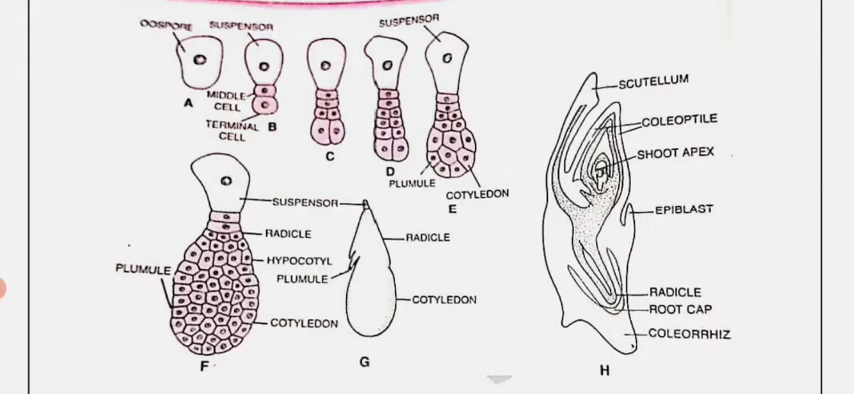 OOSPORE
SUSPENSOR
SUSPENSOR
MIDDLE
CELL
TERMINAL
CELL
A
B
C
D
E
PLUMULE
COTYLEDON
SUSPENSOR
RADICLE
HYPOCOTYL
PLUMULE
COTYLEDON
F
RADICLE
PLUMULE
COTYLEDON
G
SCUTELLUM
COLEOPTILE
SHOOT APEX
EPIBLAST
RADICLE
ROOT CAP
COLEORRHIZ
H